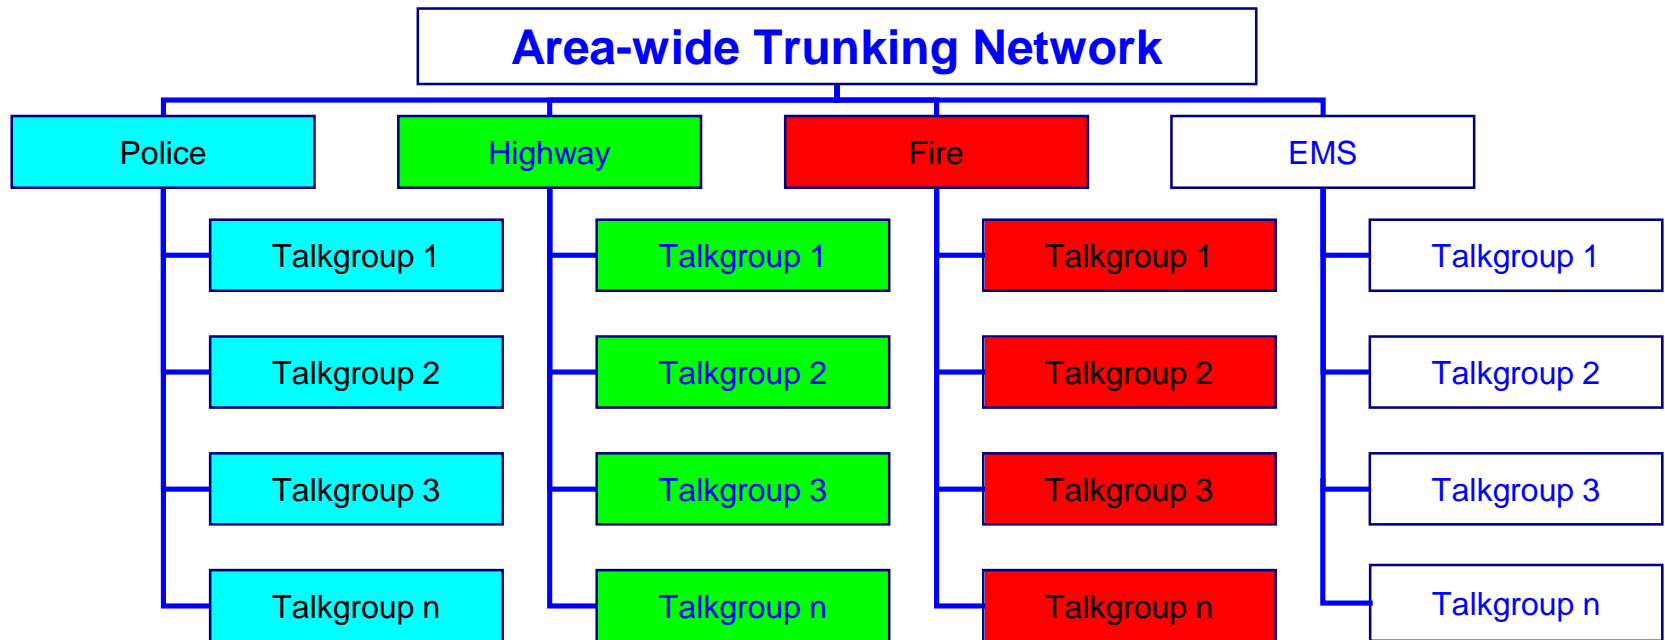 Area-wide Trunking Network
Police
Highway
Fire
EMS
Talkgroup 1
Talkgroup 1
Talkgroup 1
Talkgroup 1
Talkgroup 2
Talkgroup 2
Talkgroup 2
Talkgroup 2
Talkgroup 3
Talkgroup 3
Talkgroup 3
Talkgroup 3
Talkgroup n
Talkgroup n
Talkgroup n
Talkgroup n